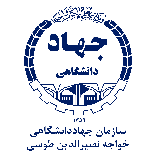 جهاد
دانشگاهی
۱۳۵۹
سازمان جهاددانشگاهی
خواجه نصیرالدین طوسی